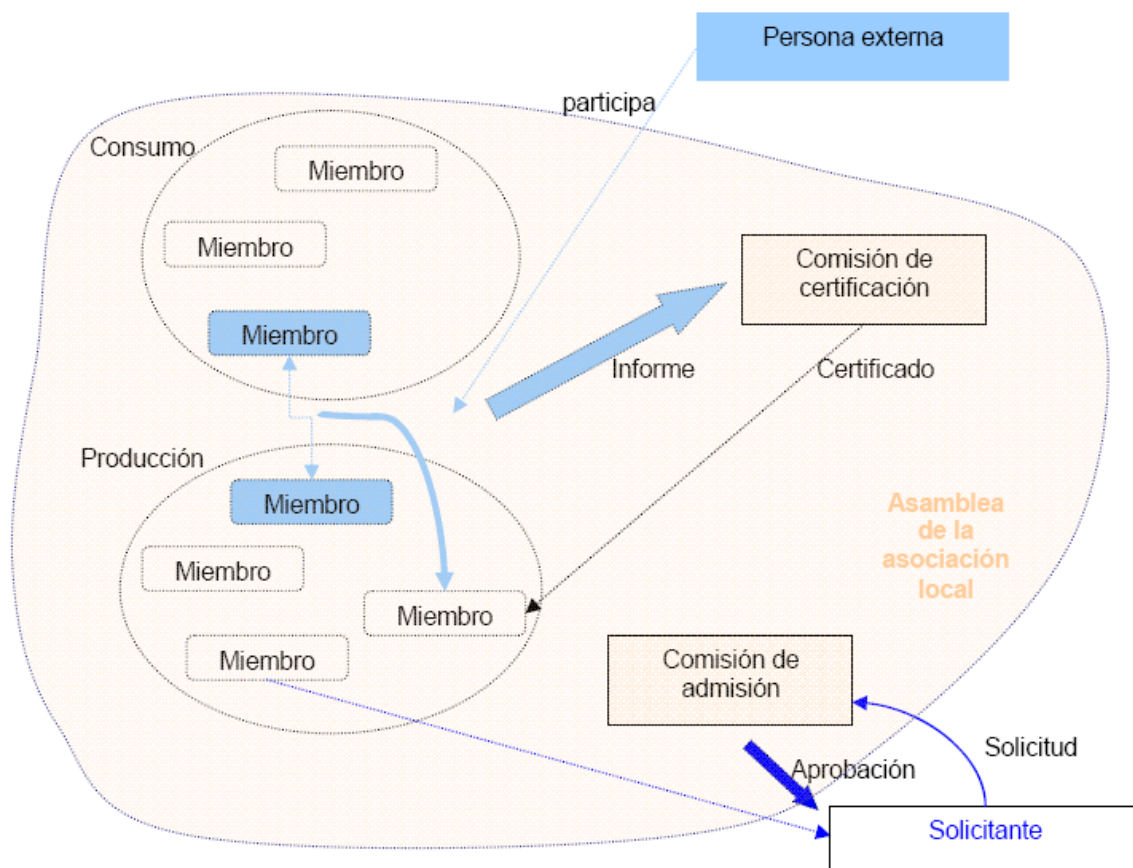 Persona externa
participa
Consumo
Miembro
Miembro
Comisión de
certificación
Miembro
Informe
Certificado
Producción
Miembro
Asamblea
de la
asociación
local
Miembro
Miembro
Miembro
Comisión de
admisión
Solicitud
Aprobación
Solicitante